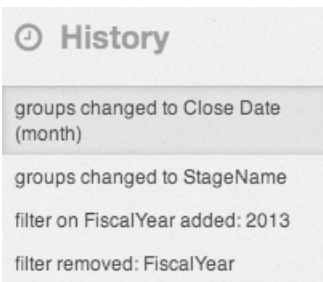 History
groups changed to Close Date
(month)
groups changed to StageName
filter on FiscalYear added: 2013
filter removed: FiscalYear